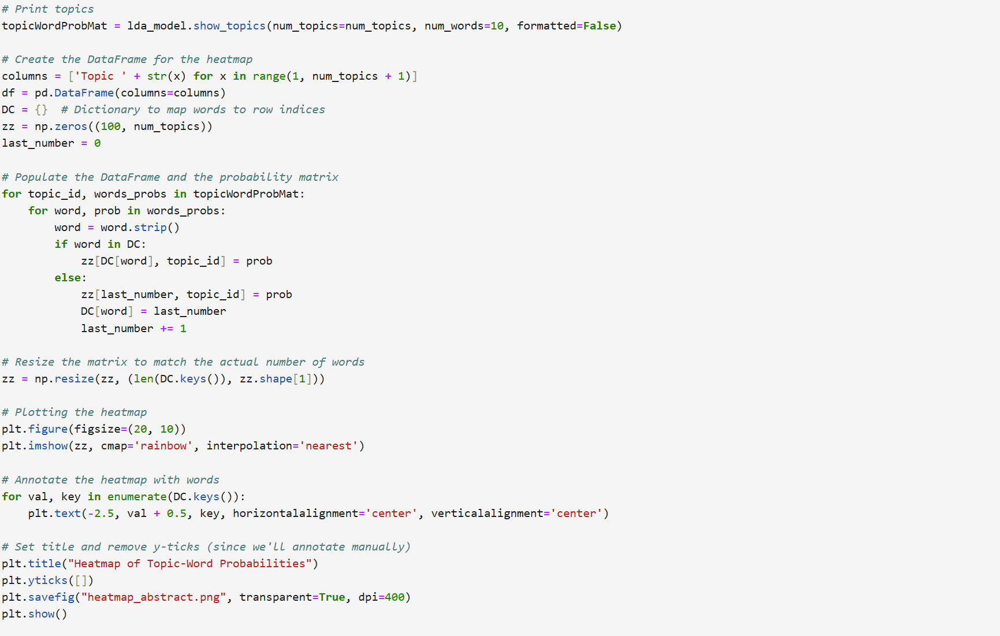 # Print topics
topicWordProbMat = lda_model.show_topics(num_topics=num_topics, num_words=10, formatted=False)

# Create the DataFrame for the heatmap
columns = ['Topic ' + str(x) for x in range(1, num_topics + 1)]
df = pd.DataFrame(columns=columns)
DC = {}  # Dictionary to map words to row indices
zz = np.zeros((100, num_topics))
last_number = 0

# Populate the DataFrame and the probability matrix
for topic_id, words_probs in topicWordProbMat:
    for word, prob in words_probs:
        word = word.strip()
        if word in DC:
            zz[DC[word], topic_id] = prob
        else:
            zz[last_number, topic_id] = prob
            DC[word] = last_number
            last_number += 1

# Resize the matrix to match the actual number of words
zz = np.resize(zz, (len(DC.keys()), zz.shape[1]))

# Plotting the heatmap
plt.figure(figsize=(20, 10))
plt.imshow(zz, cmap='rainbow', interpolation='nearest')

# Annotate the heatmap with words
for val, key in enumerate(DC.keys()):
    plt.text(-2.5, val + 0.5, key, horizontalalignment='center', verticalalignment='center')

# Set title and remove y-ticks (since we'll annotate manually)
plt.title("Heatmap of Topic-Word Probabilities")
plt.yticks([])
plt.savefig("heatmap_abstract.png", transparent=True, dpi=400)
plt.show()